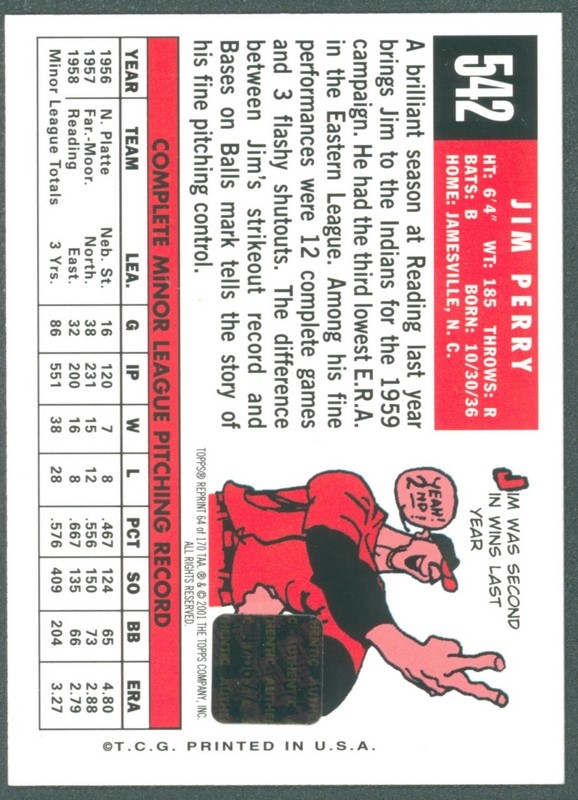 542
JIM PERRY
HT: 6'4" WT: 185 THROWS: R
BATS: B BORN: 10/30/36
HOME: JAMESVILLE, N. C.
A brilliant season at Reading last year
brings Jim to the Indians for the 1959
campaign. He had the third lowest E.R.A.
in the Eastern League. Among his fine
performances were 12 complete games
and 3 flashy shutouts. The difference
between Jim's strikeout record and
Bases on Balls mark tells the story of
his fine pitching control.
JIM WAS SECOND
IN WINS LAST
YEAR
YEAH!
2ND!
TOPPS® REPRINT 64 of 170 TAA. ® & © 2001 THE TOPPS COMPANY, INC.
ALL RIGHTS RESERVED.
COMPLETE MINOR LEAGUE PITCHING RECORD
YEAR TEAM LEA. G IP W L PCT SO BB ERA
1956 N. Platte Neb. St. 16 120 7 8 .467 124 65 4.80
1957 Far.-Moor. North. 38 231 15 12 .556 150 73 2.88
1958 Reading East. 32 200 16 8 .667 135 66 2.79
Minor League Totals 3 Yrs. 86 551 38 28 .576 409 204 3.27
©T.C.G. PRINTED IN U.S.A.